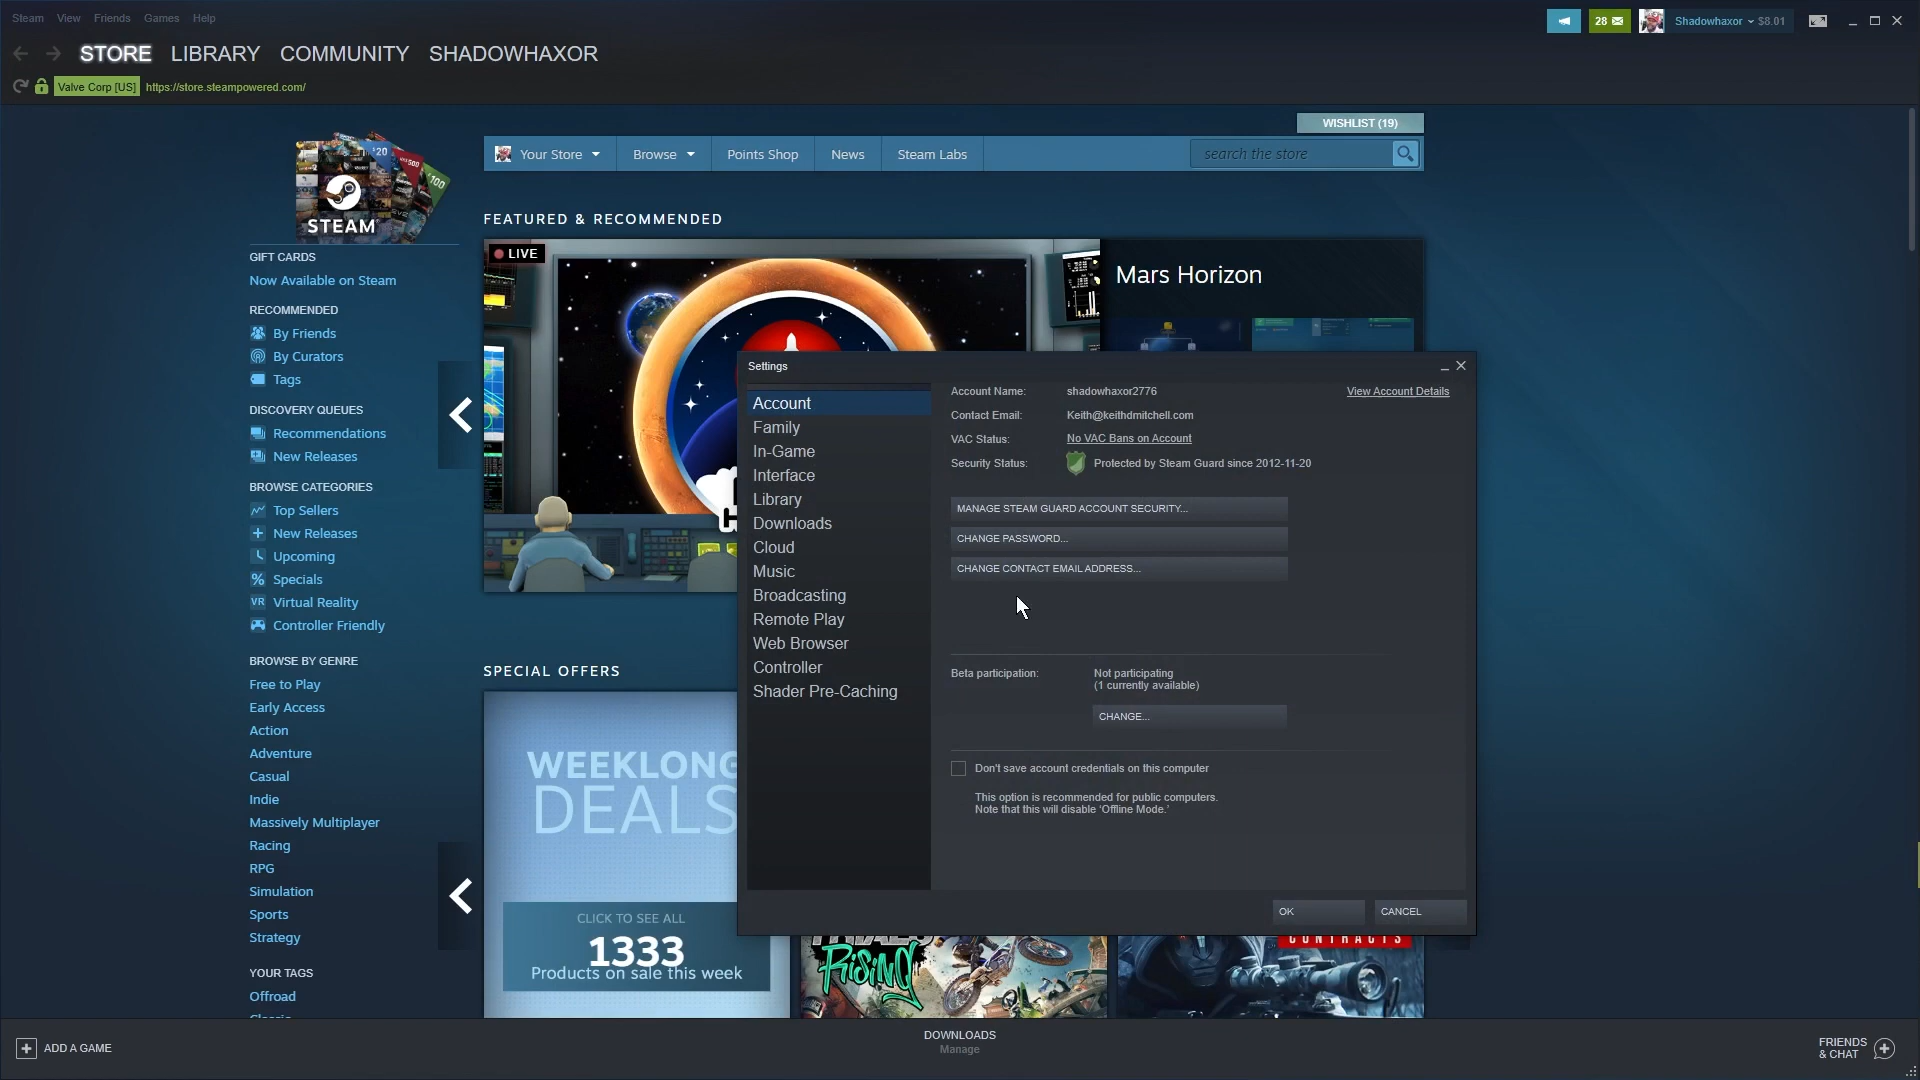 Steam View Friends Games Help
28
Shadowhaxor $8.01
STORE LIBRARY COMMUNITY SHADOWHAXOR
Valve Corp [US] https://store.steampowered.com/
WISHLIST (19)
Your Store Browse Points Shop News Steam Labs
search the store
20
500
100
STEAM
GIFT CARDS
Now Available on Steam
RECOMMENDED
By Friends
By Curators
Tags
DISCOVERY QUEUES
Recommendations
New Releases
BROWSE CATEGORIES
Top Sellers
New Releases
Upcoming
% Specials
VR Virtual Reality
Controller Friendly
BROWSE BY GENRE
Free to Play
Early Access
Action
Adventure
Casual
Indie
Massively Multiplayer
Racing
RPG
Simulation
Sports
Strategy
YOUR TAGS
Offroad
FEATURED & RECOMMENDED
LIVE
Mars Horizon
SPECIAL OFFERS
WEEKLONG
DEALS
CLICK TO SEE ALL
1333
Products on sale this week
RISING
CONTRACTS
Settings
Account
Family
In-Game
Interface
Library
Downloads
Cloud
Music
Broadcasting
Remote Play
Web Browser
Controller
Shader Pre-Caching
Account Name: shadowhaxor2776 View Account Details
Contact Email: Keith@keithdmitchell.com
VAC Status: No VAC Bans on Account
Security Status: Protected by Steam Guard since 2012-11-20
MANAGE STEAM GUARD ACCOUNT SECURITY...
CHANGE PASSWORD...
CHANGE CONTACT EMAIL ADDRESS...
Beta participation: Not participating
(1 currently available)
CHANGE...
Don't save account credentials on this computer
This option is recommended for public computers.
Note that this will disable 'Offline Mode.'
OK CANCEL
+ ADD A GAME
DOWNLOADS
Manage
FRIENDS
& CHAT